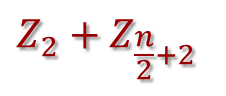 Z₂ + Z_{n/2+2}